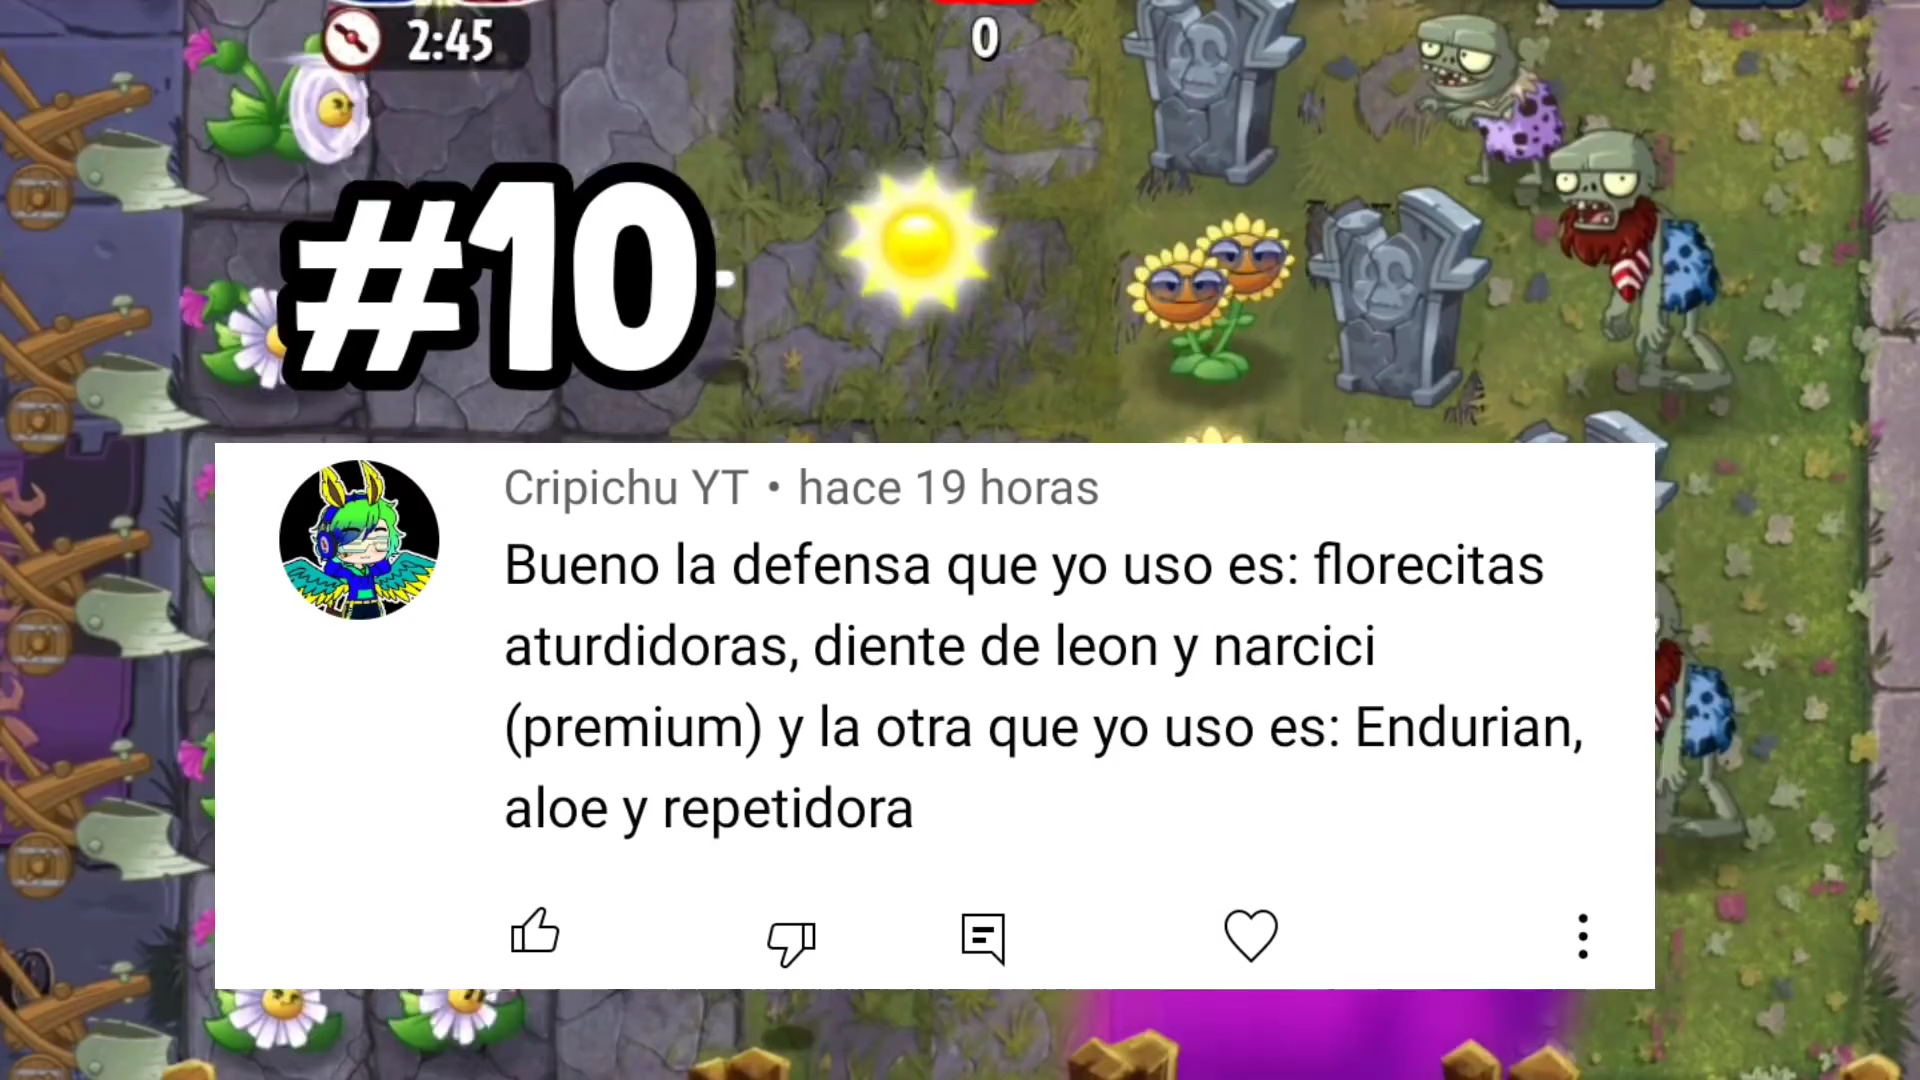 2:45
0
#10
Cripichu YT • hace 19 horas
Bueno la defensa que yo uso es: florecitas
aturdidoras, diente de leon y narcici
(premium) y la otra que yo uso es: Endurian,
aloe y repetidora